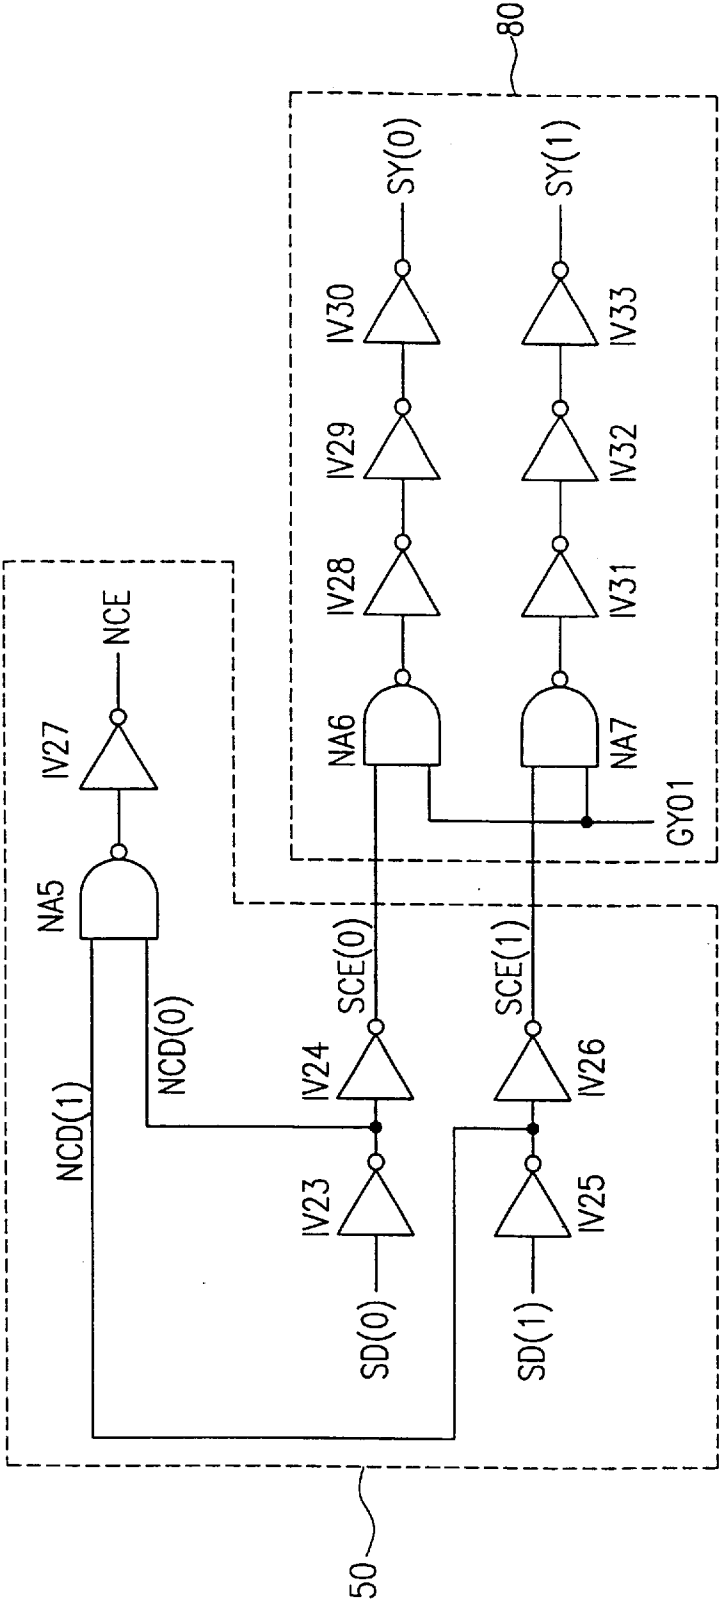 80
SY(0)
SY(1)
IV30
IV33
IV29
IV32
IV28
IV31
NCE
IV27
NA6
NA7
GY01
NA5
SCE(0)
SCE(1)
NCD(0)
NCD(1)
IV24
IV26
IV23
IV25
SD(0)
SD(1)
50